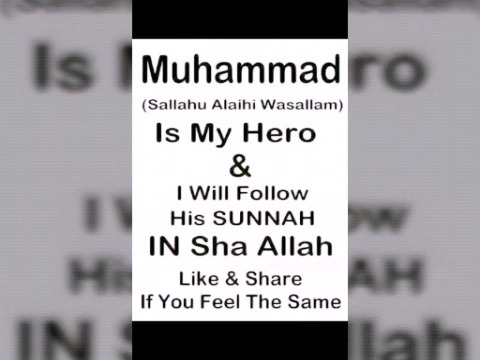 Muhammad
(Sallahu Alaihi Wasallam)
Is My Hero
&
I Will Follow
His SUNNAH
IN Sha Allah
Like & Share
If You Feel The Same